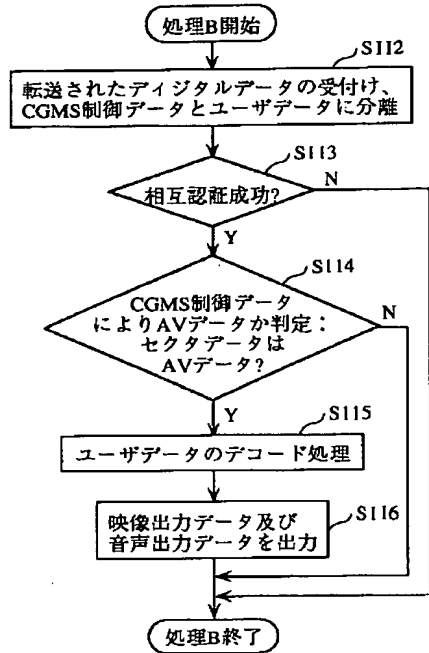 処理B開始
S112
転送されたディジタルデータの受付け、
CGMS制御データとユーザデータに分離
S113
相互認証成功?
N
Y
S114
CGMS制御データ
によりAVデータか判定:
セクタデータは
AVデータ?
N
Y
S115
ユーザデータのデコード処理
S116
映像出力データ及び
音声出力データを出力
処理B終了